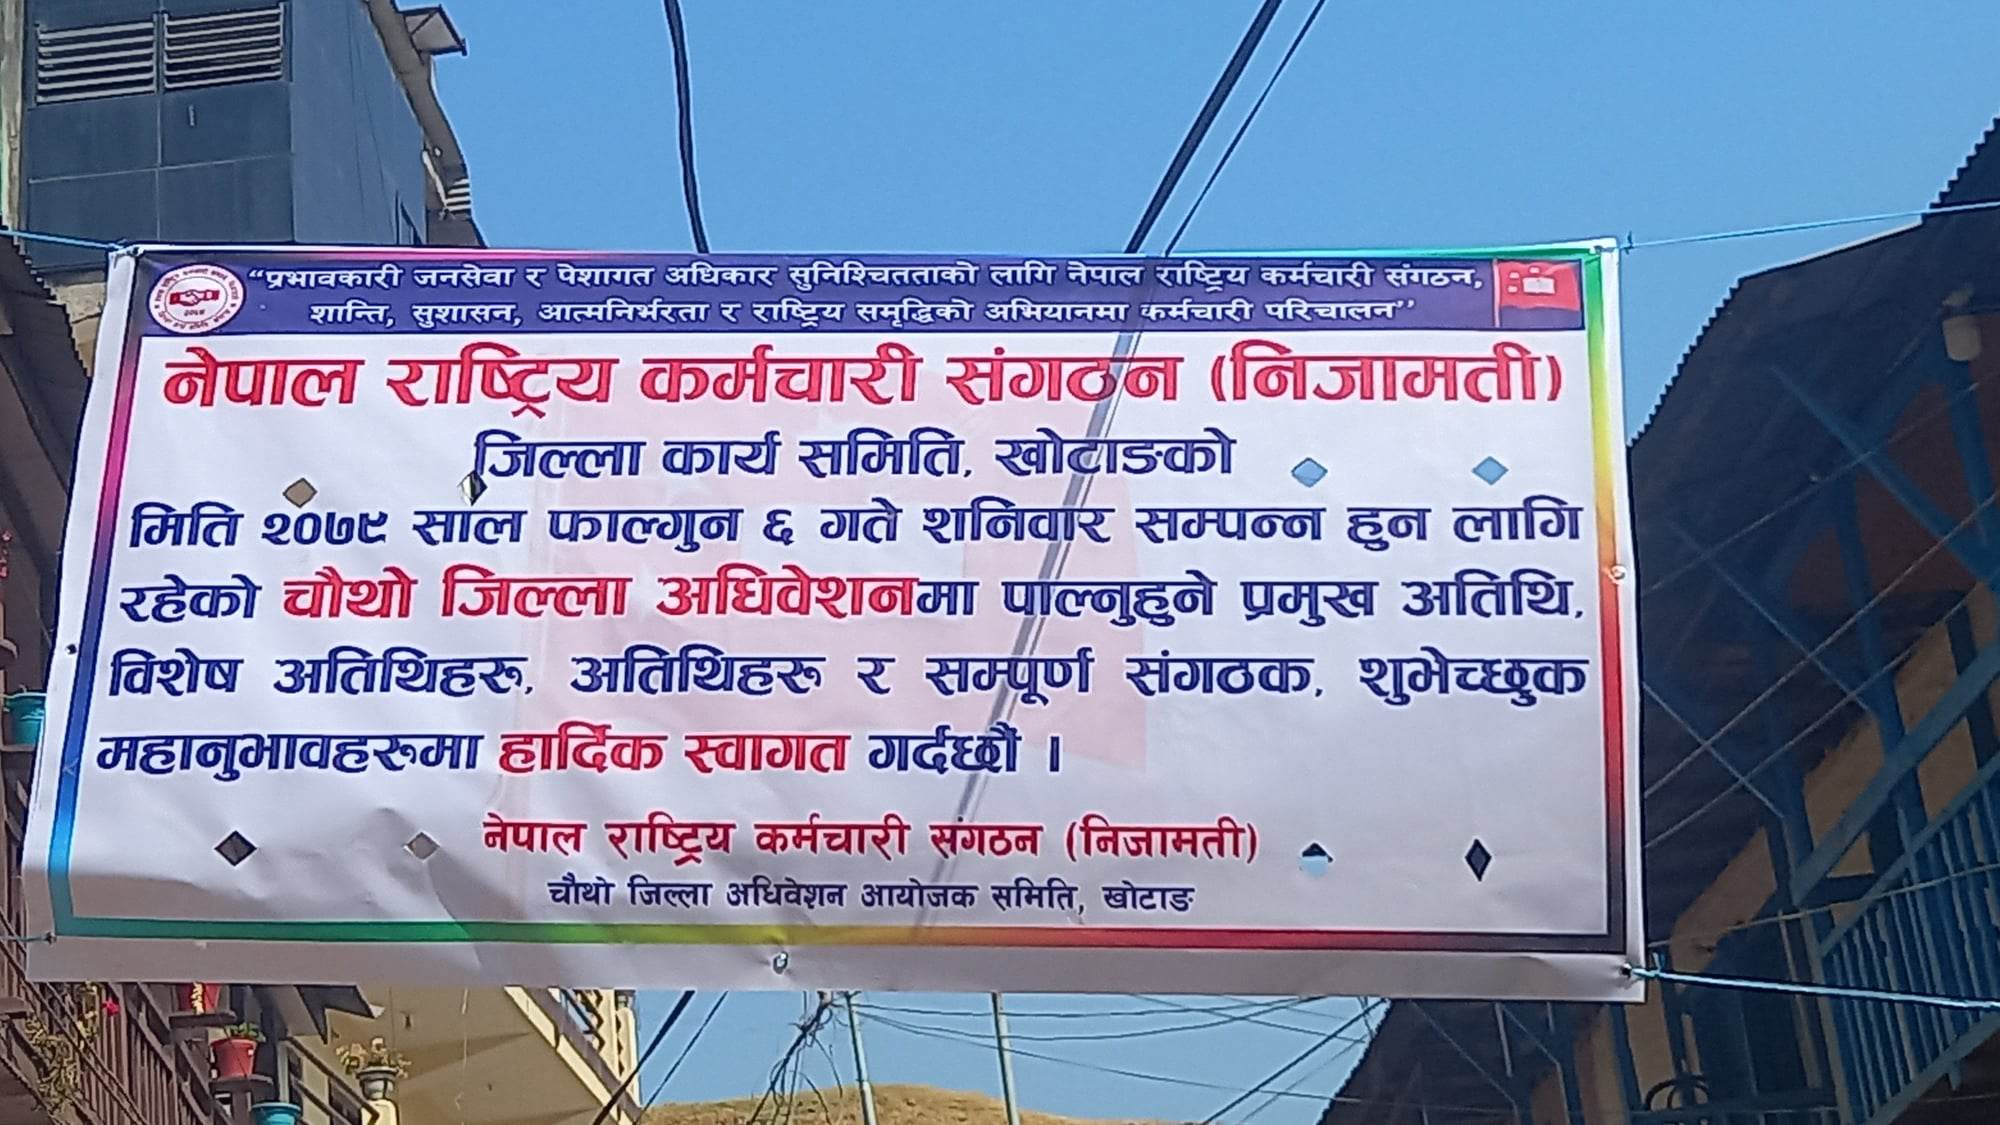 “प्रभावकारी जनसेवा र पेशागत अधिकार सुनिश्चितताको लागि नेपाल राष्ट्रिय कर्मचारी संगठन,
शान्ति, सुशासन, आत्मनिर्भरता र राष्ट्रिय समृद्धिको अभियानमा कर्मचारी परिचालन’’
नेपाल राष्ट्रिय कर्मचारी संगठन (निजामती)
जिल्ला कार्य समिति, खोटाङको
मिति २०७९ साल फाल्गुन ६ गते शनिवार सम्पन्न हुन लागि
रहेको चौथो जिल्ला अधिवेशनमा पाल्नुहुने प्रमुख अतिथि,
विशेष अतिथिहरु, अतिथिहरु र सम्पूर्ण संगठक, शुभेच्छुक
महानुभावहरुमा हार्दिक स्वागत गर्दछौं ।
नेपाल राष्ट्रिय कर्मचारी संगठन (निजामती)
चौथो जिल्ला अधिवेशन आयोजक समिति, खोटाङ